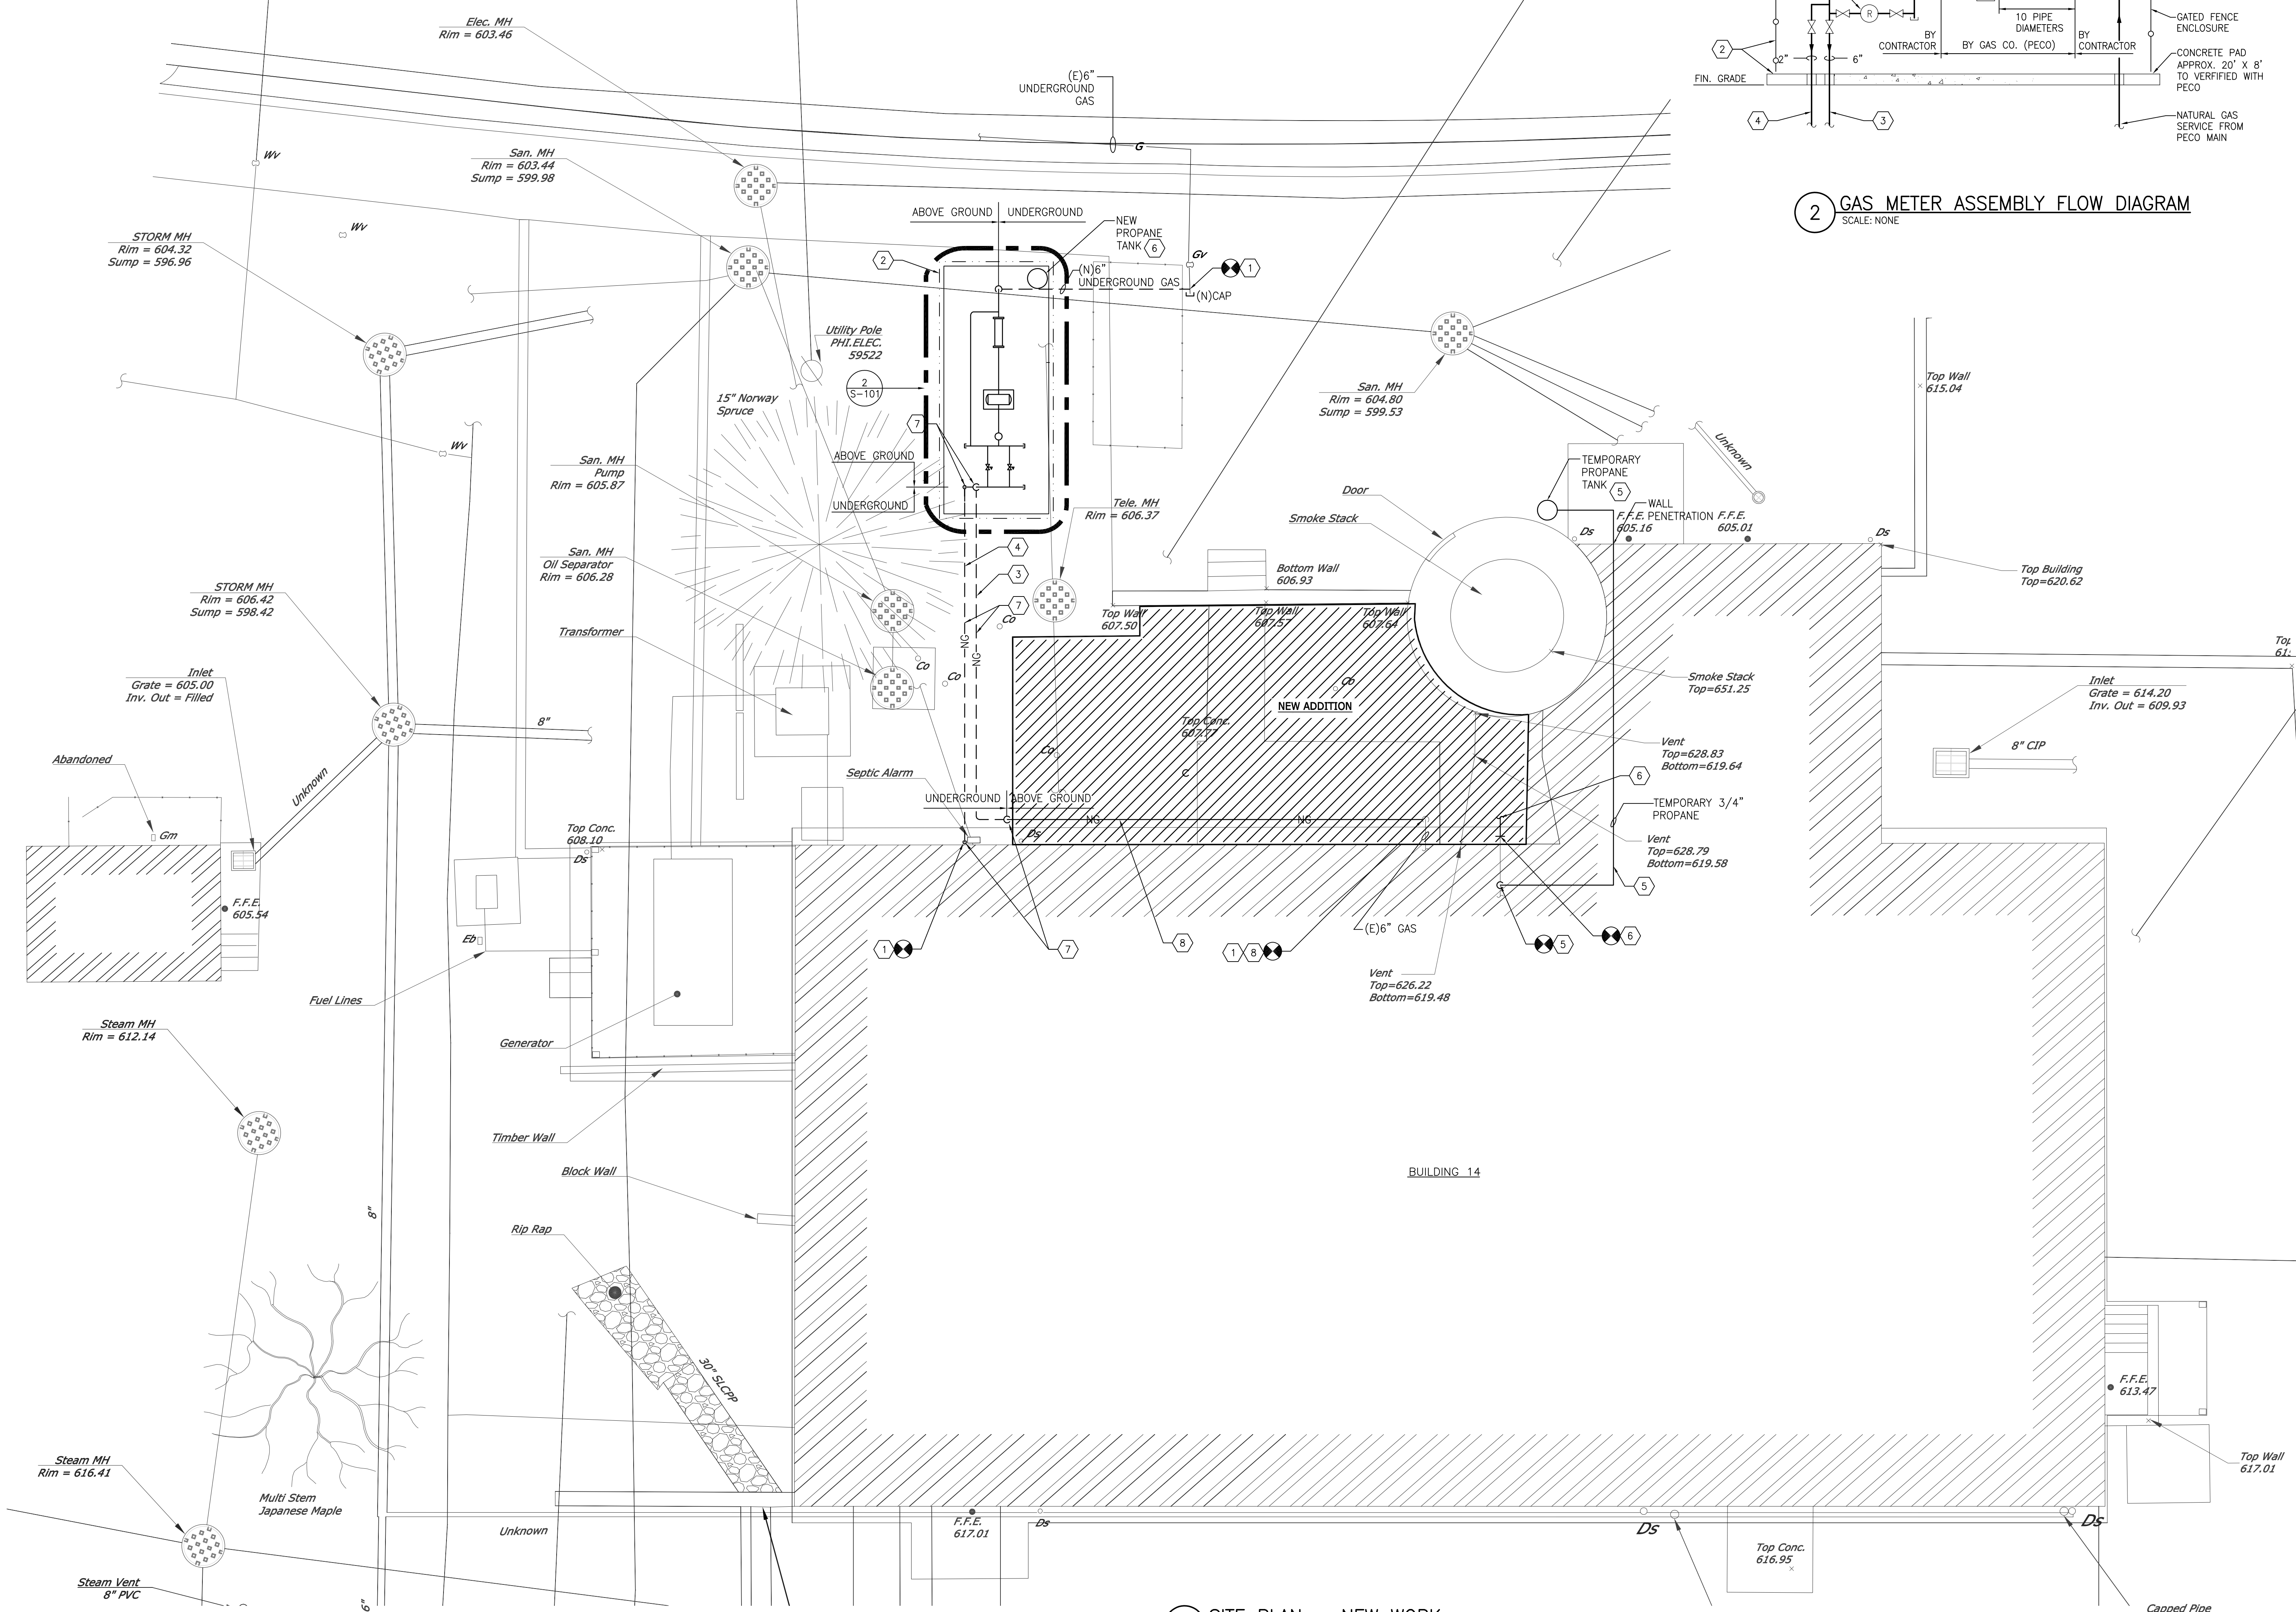 Elec. MH
Rim = 603.46
(E)6"
UNDERGROUND
GAS
G
R
2
BY
CONTRACTOR
BY GAS CO. (PECO)
10 PIPE
DIAMETERS
BY
CONTRACTOR
GATED FENCE
ENCLOSURE
CONCRETE PAD
APPROX. 20' X 8'
TO VERFIFIED WITH
PECO
2"
6"
FIN. GRADE
4
3
NATURAL GAS
SERVICE FROM
PECO MAIN
2
GAS METER ASSEMBLY FLOW DIAGRAM
SCALE: NONE
Wv
San. MH
Rim = 603.44
Sump = 599.98
Wv
STORM MH
Rim = 604.32
Sump = 596.96
ABOVE GROUND
UNDERGROUND
NEW
PROPANE
TANK
6
2
(N)6"
UNDERGROUND GAS
Gv
1
(N)CAP
Utility Pole
PHI.ELEC.
59522
2
S-101
15" Norway
Spruce
San. MH
Rim = 604.80
Sump = 599.53
Top Wall
615.04
Wv
7
ABOVE GROUND
UNDERGROUND
San. MH
Pump
Rim = 605.87
Tele. MH
Rim = 606.37
Door
Smoke Stack
TEMPORARY
PROPANE
TANK
5
Unknown
WALL
PENETRATION
F.F.E.
605.16
F.F.E.
605.01
Ds
Ds
Top Building
Top=620.62
San. MH
Oil Separator
Rim = 606.28
4
3
7
Bottom Wall
606.93
STORM MH
Rim = 606.42
Sump = 598.42
Transformer
Co
Top Wall
607.50
Top Wall
607.57
Top Wall
607.64
NG
NG
Co
Co
Co
NEW ADDITION
Smoke Stack
Top=651.25
Inlet
Grate = 605.00
Inv. Out = Filled
Inlet
Grate = 614.20
Inv. Out = 609.93
8"
Top Conc.
607.77
Co
C
8" CIP
Vent
Top=628.83
Bottom=619.64
Abandoned
Unknown
Septic Alarm
6
UNDERGROUND
ABOVE GROUND
TEMPORARY 3/4"
PROPANE
Gm
Top Conc.
608.10
Ds
Ds
NG
NG
Vent
Top=628.79
Bottom=619.58
5
F.F.E.
605.54
Eb
(E)6" GAS
1
7
8
1
8
5
6
Vent
Top=626.22
Bottom=619.48
Fuel Lines
Steam MH
Rim = 612.14
Generator
Timber Wall
Block Wall
BUILDING 14
8"
Rip Rap
30" SLCPP
F.F.E.
613.47
Steam MH
Rim = 616.41
Top Wall
617.01
Multi Stem
Japanese Maple
Unknown
F.F.E.
617.01
Ds
Ds
Ds
Top Conc.
616.95
Steam Vent
8" PVC
6"
SITE PLAN - NEW WORK
Capped Pipe